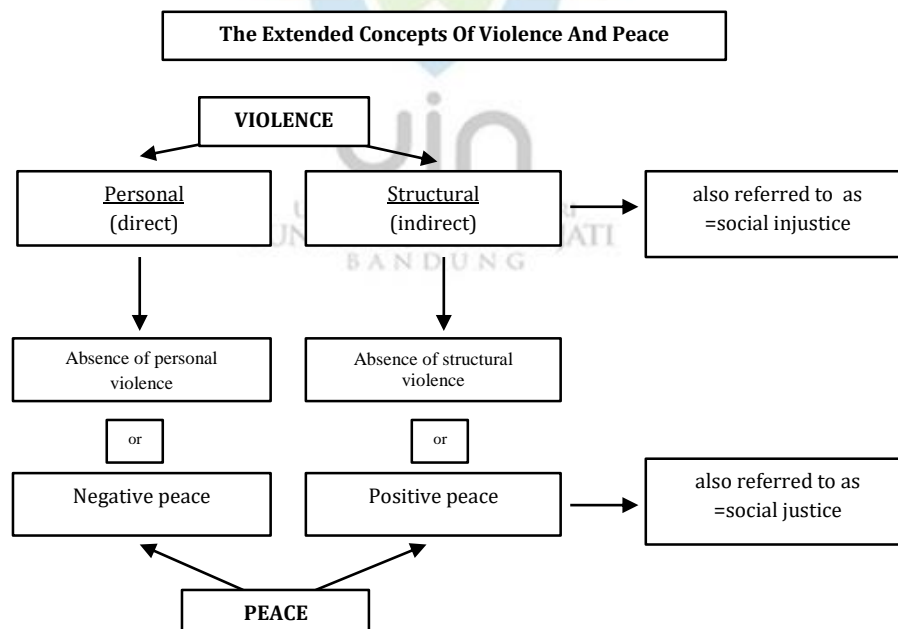 The Extended Concepts Of Violence And Peace
VIOLENCE
Personal
(direct)
Structural
(indirect)
also referred to as
=social injustice
uin
BANDUNG
Absence of personal
violence
Absence of structural
violence
or
or
Negative peace
Positive peace
also referred to as
=social justice
PEACE